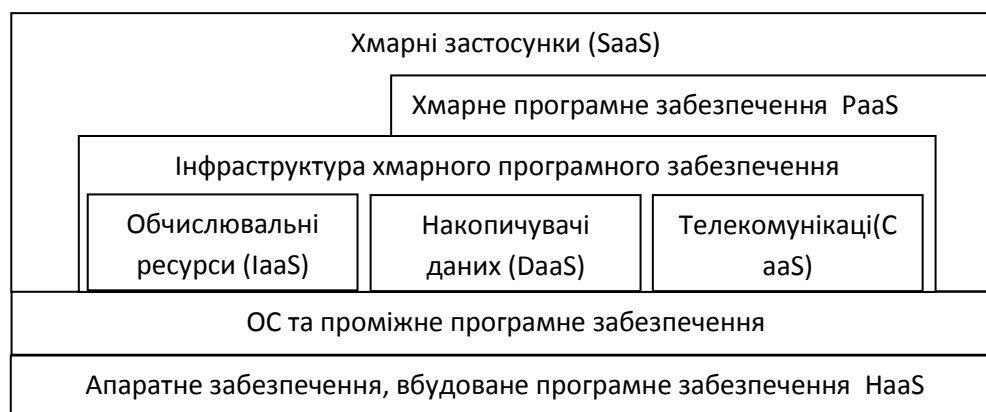 Хмарні застосунки (SaaS)
Хмарне програмне забезпечення PaaS
Інфраструктура хмарного програмного забезпечення
Обчислювальні
ресурси (IaaS)
Накопичувачі
даних (DaaS)
Телекомунікаці(C
aaS)
ОС та проміжне програмне забезпечення
Апаратне забезпечення, вбудоване програмне забезпечення HaaS